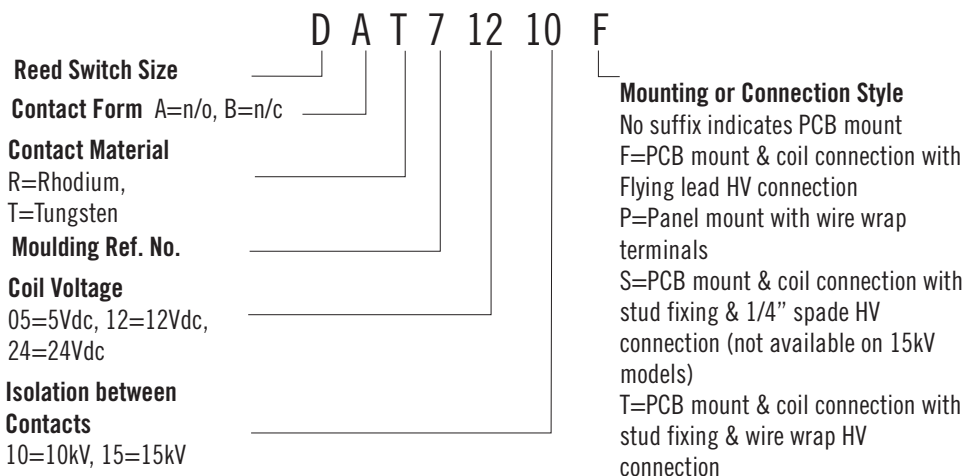 D A T 7 12 10 F
Reed Switch Size
Contact Form A=n/o, B=n/c
Contact Material
R=Rhodium,
T=Tungsten
Moulding Ref. No.
Coil Voltage
05=5Vdc, 12=12Vdc,
24=24Vdc
Isolation between
Contacts
10=10kV, 15=15kV
Mounting or Connection Style
No suffix indicates PCB mount
F=PCB mount & coil connection with
Flying lead HV connection
P=Panel mount with wire wrap
terminals
S=PCB mount & coil connection with
stud fixing & 1/4” spade HV
connection (not available on 15kV
models)
T=PCB mount & coil connection with
stud fixing & wire wrap HV
connection